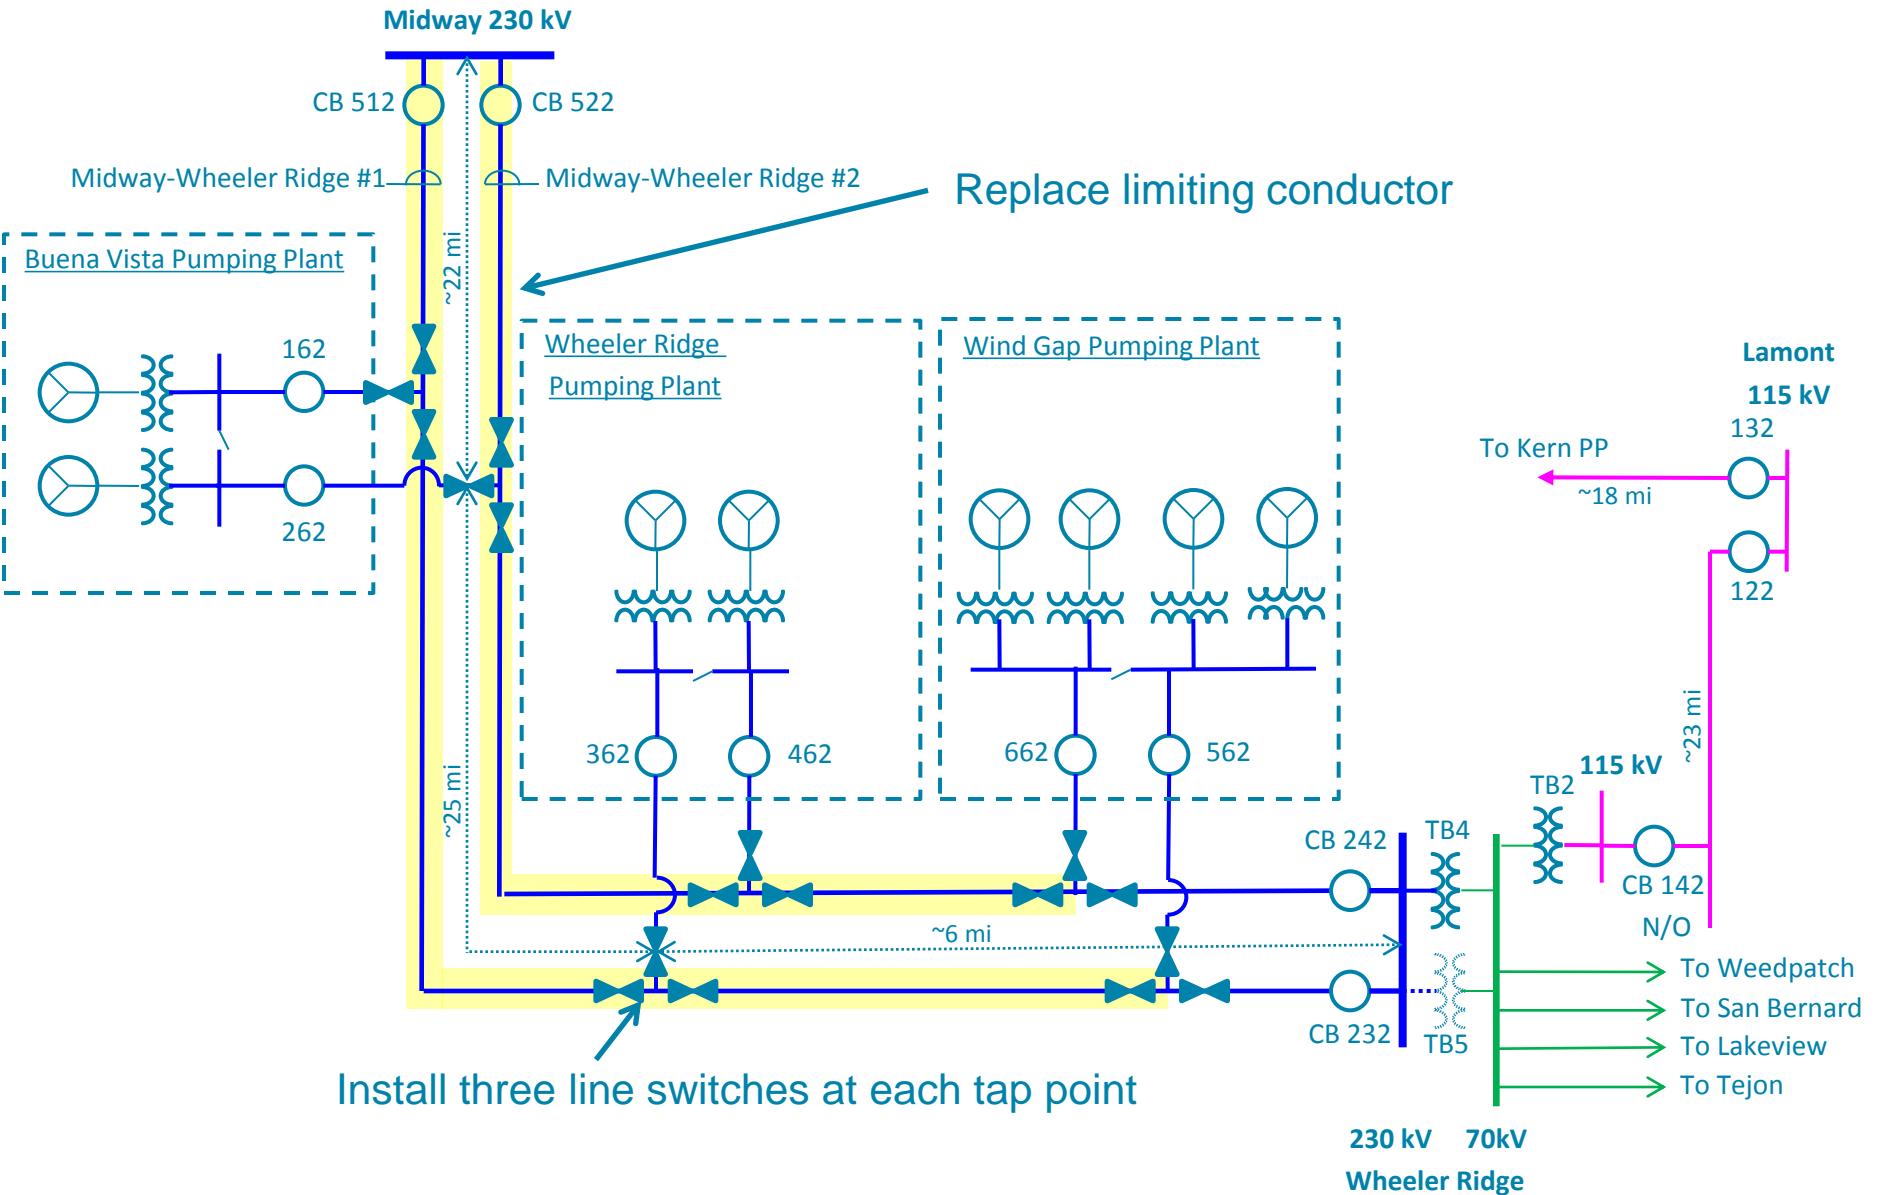 Midway 230 kV
CB 512
CB 522
Midway-Wheeler Ridge #1
Midway-Wheeler Ridge #2
Replace limiting conductor
~22 mi
Buena Vista Pumping Plant
162
262
Wheeler Ridge
Pumping Plant
Wind Gap Pumping Plant
Lamont
115 kV
132
To Kern PP
~18 mi
122
~23 mi
362
462
662
562
~25 mi
115 kV
TB2
CB 242
TB4
CB 142
N/O
~6 mi
To Weedpatch
To San Bernard
CB 232
TB5
To Lakeview
To Tejon
Install three line switches at each tap point
230 kV
70kV
Wheeler Ridge